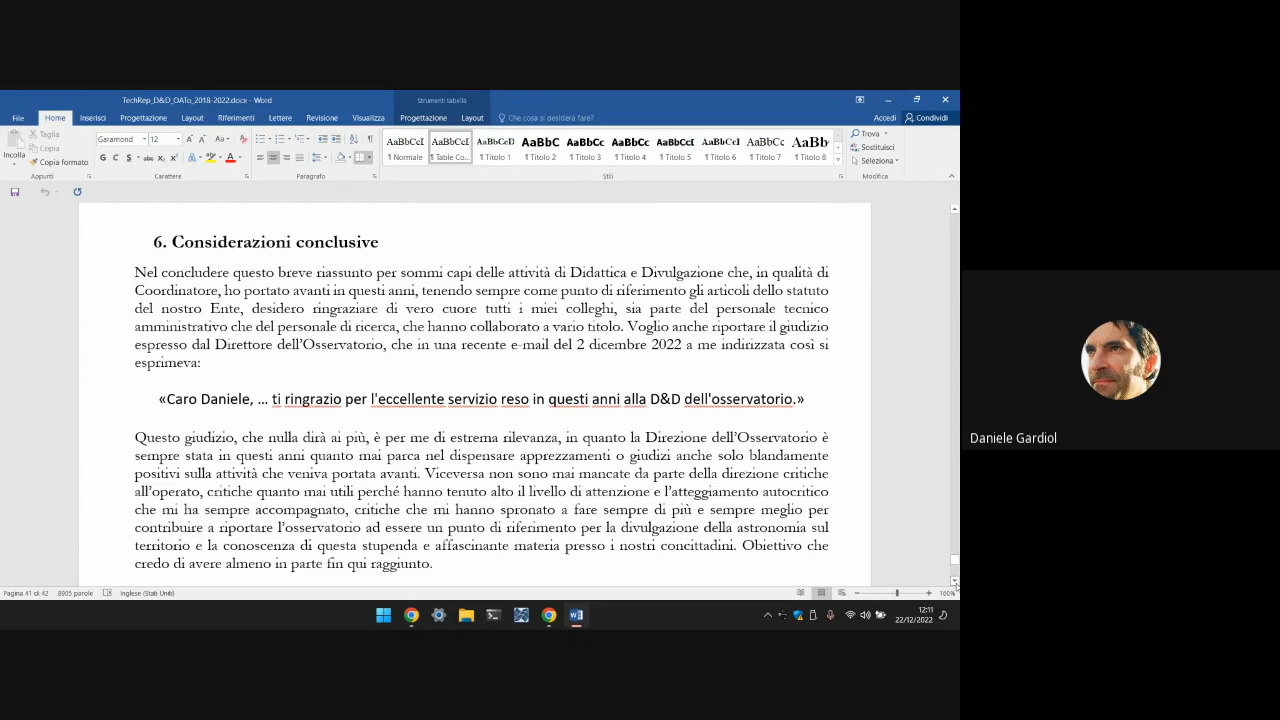 TechRep_D&D_OATo_2018-2022.docx - Word
Strumenti tabella
File Home Inserisci Progettazione Layout Riferimenti Lettere Revisione Visualizza Progettazione Layout Che cosa si desidera fare? Accedi Condividi
Incolla
Taglia
Copia
Copia formato
Appunti
Garamond 12
Carattere
Paragrafo
AaBbCcI AaBbCcI AaBbCcD AaBbC AaBbCc AaBbCc AaBbCcI AaBbCcI AaBbCc AaBb
¶ Normale ¶ Table Co... ¶ Titolo 1 ¶ Titolo 2 ¶ Titolo 3 ¶ Titolo 4 ¶ Titolo 5 ¶ Titolo 6 ¶ Titolo 7 ¶ Titolo 8
Stili
Trova
Sostituisci
Seleziona
Modifica
6. Considerazioni conclusive
Nel concludere questo breve riassunto per sommi capi delle attività di Didattica e Divulgazione che, in qualità di
Coordinatore, ho portato avanti in questi anni, tenendo sempre come punto di riferimento gli articoli dello statuto
del nostro Ente, desidero ringraziare di vero cuore tutti i miei colleghi, sia parte del personale tecnico
amministrativo che del personale di ricerca, che hanno collaborato a vario titolo. Voglio anche riportare il giudizio
espresso dal Direttore dell'Osservatorio, che in una recente e-mail del 2 dicembre 2022 a me indirizzata così si
esprimeva:
«Caro Daniele, ... ti ringrazio per l'eccellente servizio reso in questi anni alla D&D dell'osservatorio.»
Questo giudizio, che nulla dirà ai più, è per me di estrema rilevanza, in quanto la Direzione dell'Osservatorio è
sempre stata in questi anni quanto mai parca nel dispensare apprezzamenti o giudizi anche solo blandamente
positivi sulla attività che veniva portata avanti. Viceversa non sono mai mancate da parte della direzione critiche
all'operato, critiche quanto mai utili perché hanno tenuto alto il livello di attenzione e l'atteggiamento autocritico
che mi ha sempre accompagnato, critiche che mi hanno spronato a fare sempre di più e sempre meglio per
contribuire a riportare l'osservatorio ad essere un punto di riferimento per la divulgazione della astronomia sul
territorio e la conoscenza di questa stupenda e affascinante materia presso i nostri concittadini. Obiettivo che
credo di avere almeno in parte fin qui raggiunto.
Pagina 41 di 42 8905 parole Inglese (Stati Uniti) 160%
12:11
22/12/2022
Daniele Gardiol